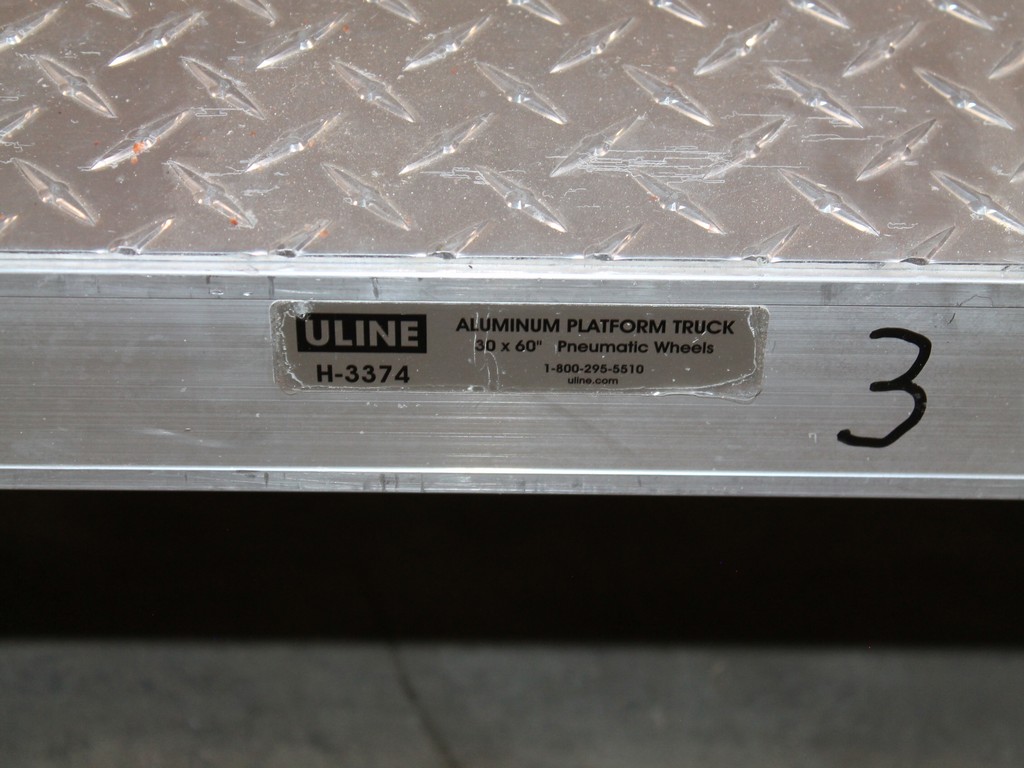 ULINE
H-3374
ALUMINUM PLATFORM TRUCK
30 x 60" Pneumatic Wheels
1-800-295-5510
uline.com
3